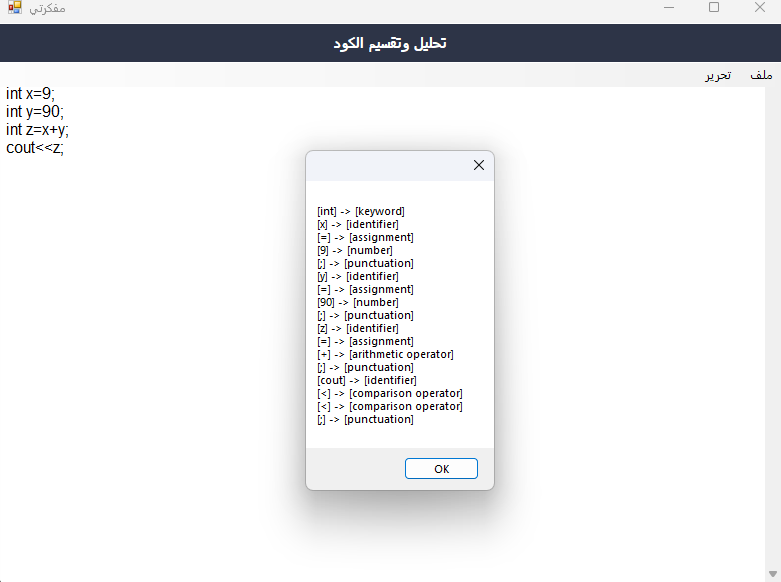 مفكرتي
تحليل وتقسيم الكود
ملف تحرير
int x=9;
int y=90;
int z=x+y;
cout<<z;
[int] -> [keyword]
[x] -> [identifier]
[=] -> [assignment]
[9] -> [number]
[;] -> [punctuation]
[y] -> [identifier]
[=] -> [assignment]
[90] -> [number]
[;] -> [punctuation]
[z] -> [identifier]
[=] -> [assignment]
[+] -> [arithmetic operator]
[;] -> [punctuation]
[cout] -> [identifier]
[<] -> [comparison operator]
[<] -> [comparison operator]
[;] -> [punctuation]
OK